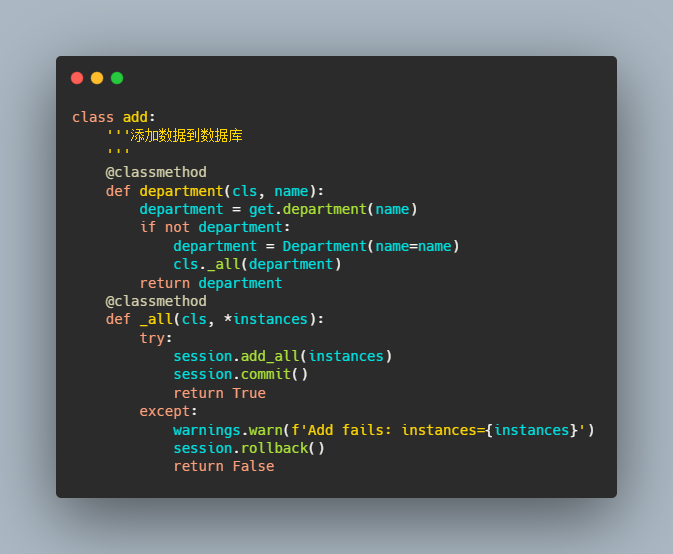 class add:
    '''添加数据到数据库
    '''
    @classmethod
    def department(cls, name):
        department = get.department(name)
        if not department:
            department = Department(name=name)
            cls._all(department)
        return department
    @classmethod
    def _all(cls, *instances):
        try:
            session.add_all(instances)
            session.commit()
            return True
        except:
            warnings.warn(f'Add fails: instances={instances}')
            session.rollback()
            return False